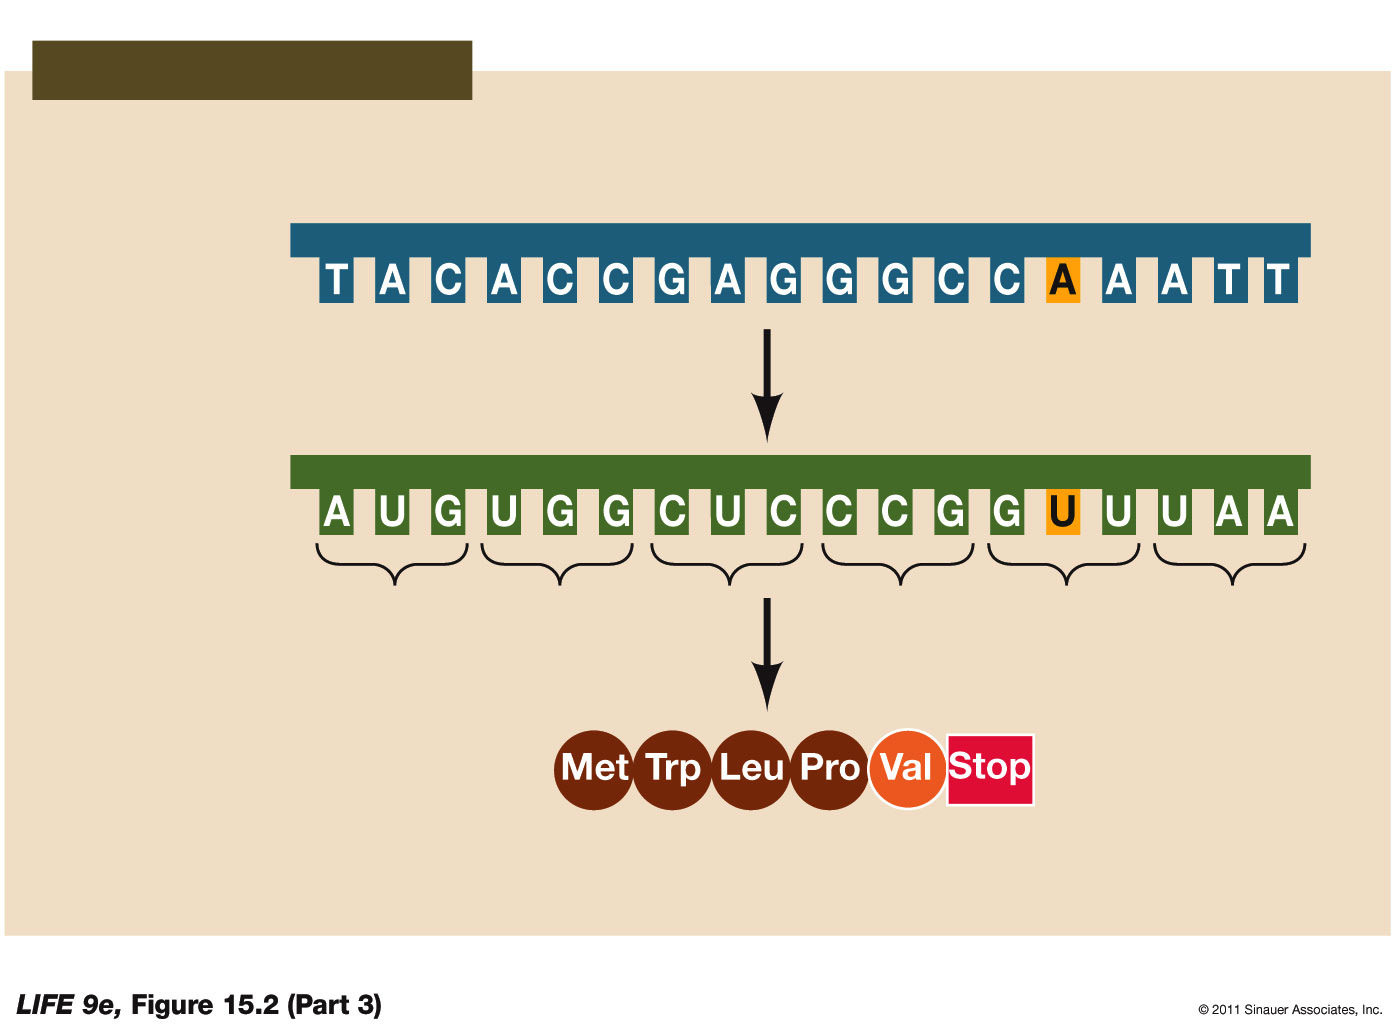 T A C A C C G A G G G C C A A A T T
A U G U G G C U C C C G G U U U A A
Met Trp Leu Pro Val Stop
LIFE 9e, Figure 15.2 (Part 3)
© 2011 Sinauer Associates, Inc.